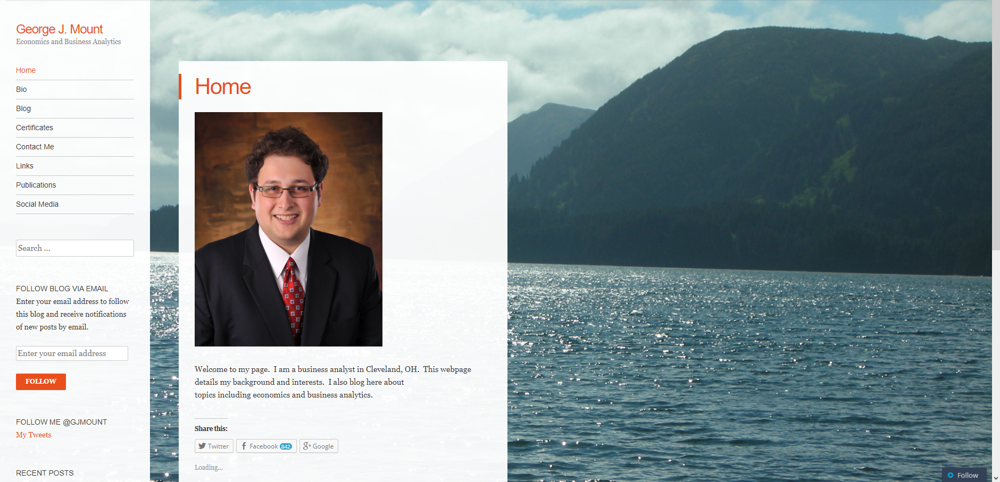 George J. Mount
Economics and Business Analytics
Home
Bio
Blog
Certificates
Contact Me
Links
Publications
Social Media
Search ...
FOLLOW BLOG VIA EMAIL
Enter your email address to follow
this blog and receive notifications
of new posts by email.
Enter your email address
FOLLOW
FOLLOW ME @GJMOUNT
My Tweets
RECENT POSTS
Home
Welcome to my page.  I am a business analyst in Cleveland, OH.  This webpage
details my background and interests.  I also blog here about
topics including economics and business analytics.
Share this:
Twitter
Facebook 842
g+ Google
Loading...
Follow